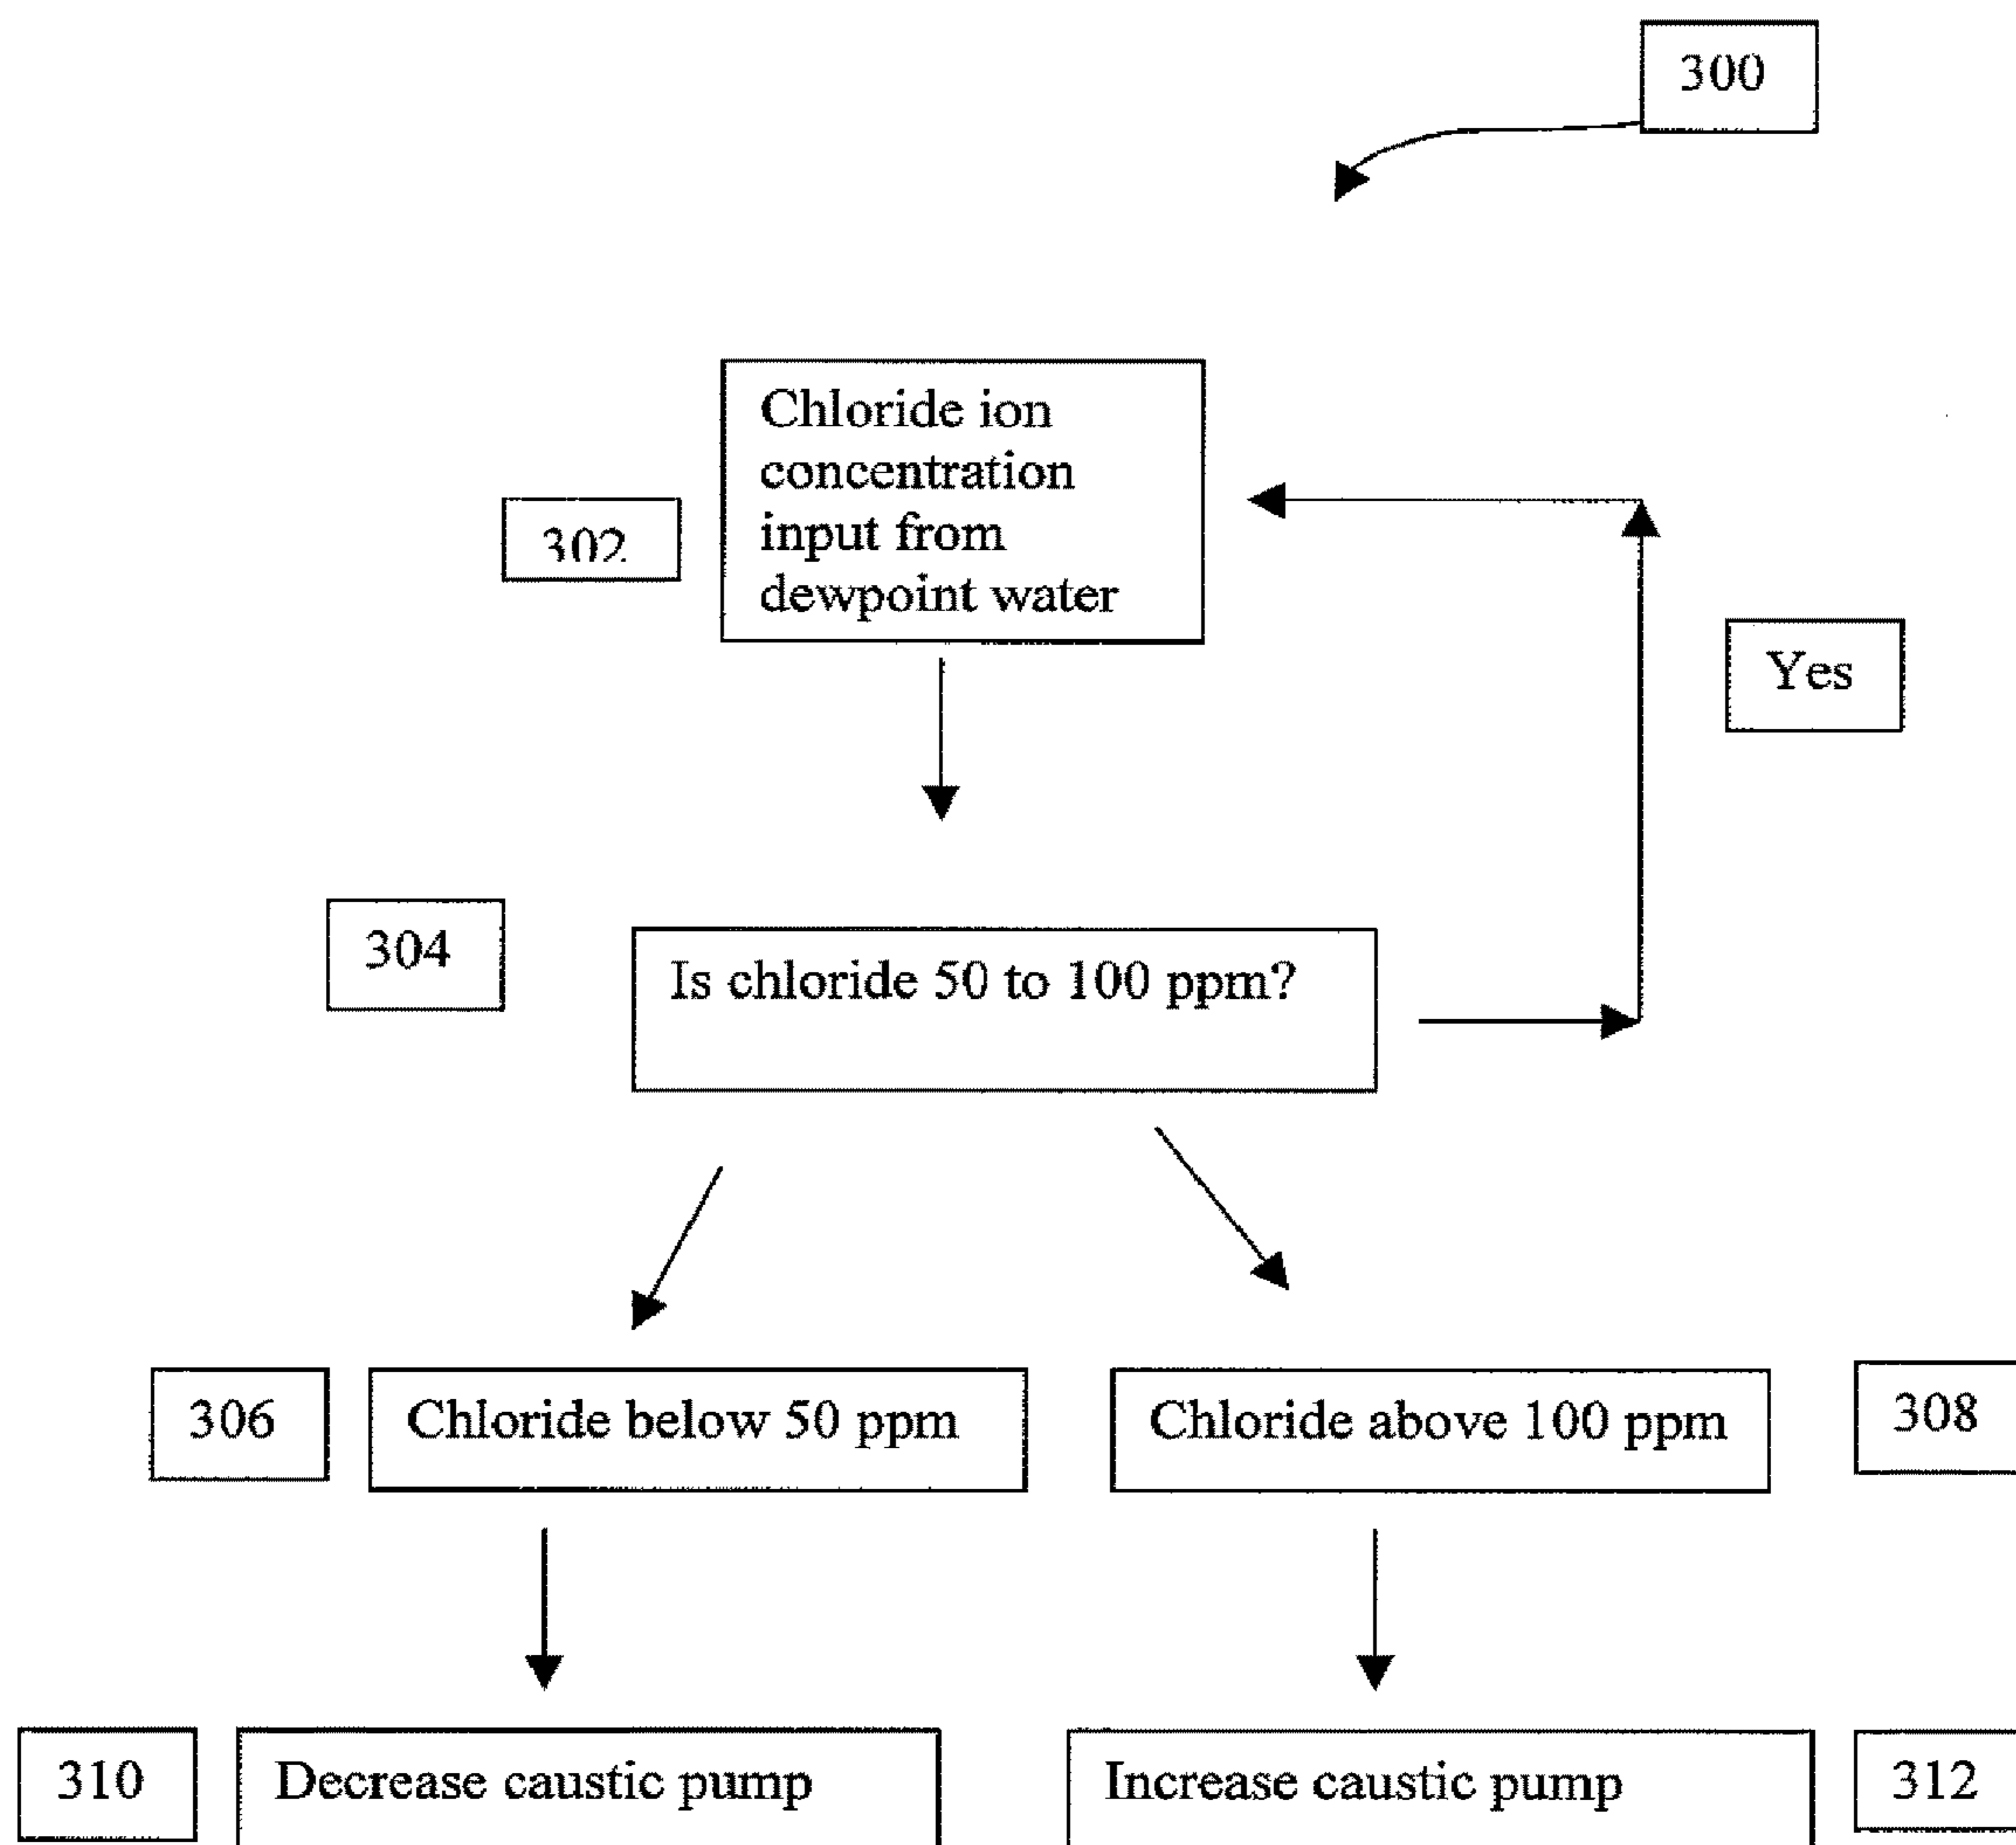 300
Chloride ion
concentration
input from
dewpoint water
302
Yes
304
Is chloride 50 to 100 ppm?
306
Chloride below 50 ppm
Chloride above 100 ppm
308
310
Decrease caustic pump
Increase caustic pump
312